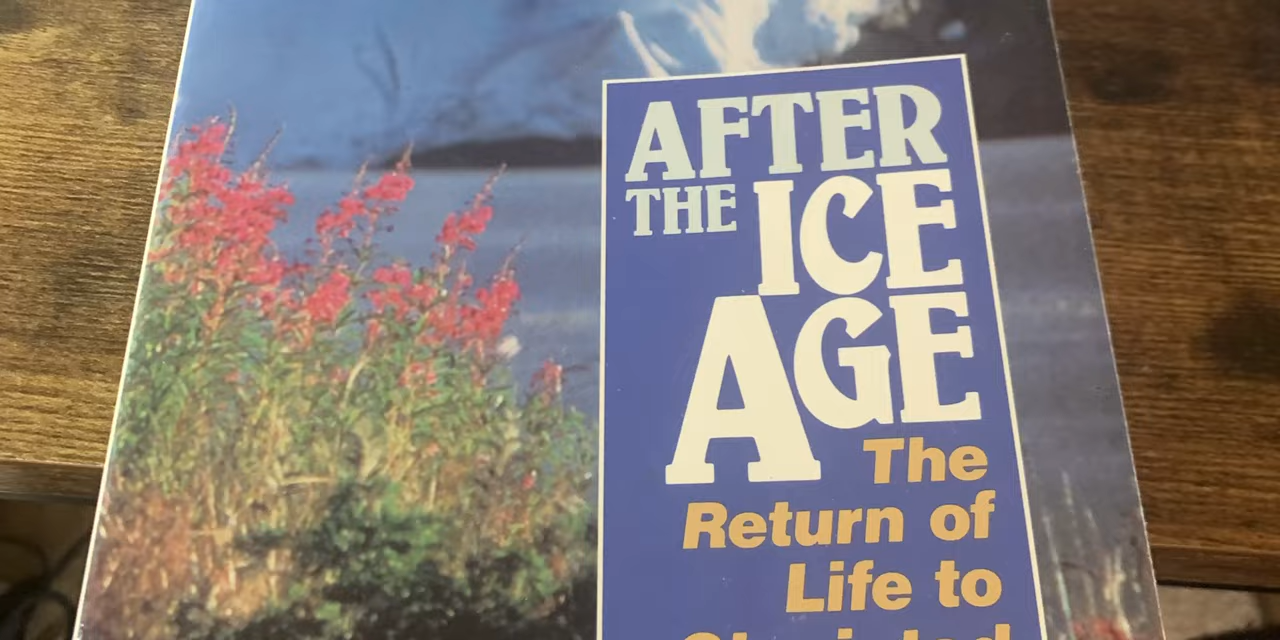 AFTER
THE ICE
AGE
The
Return of
Life to